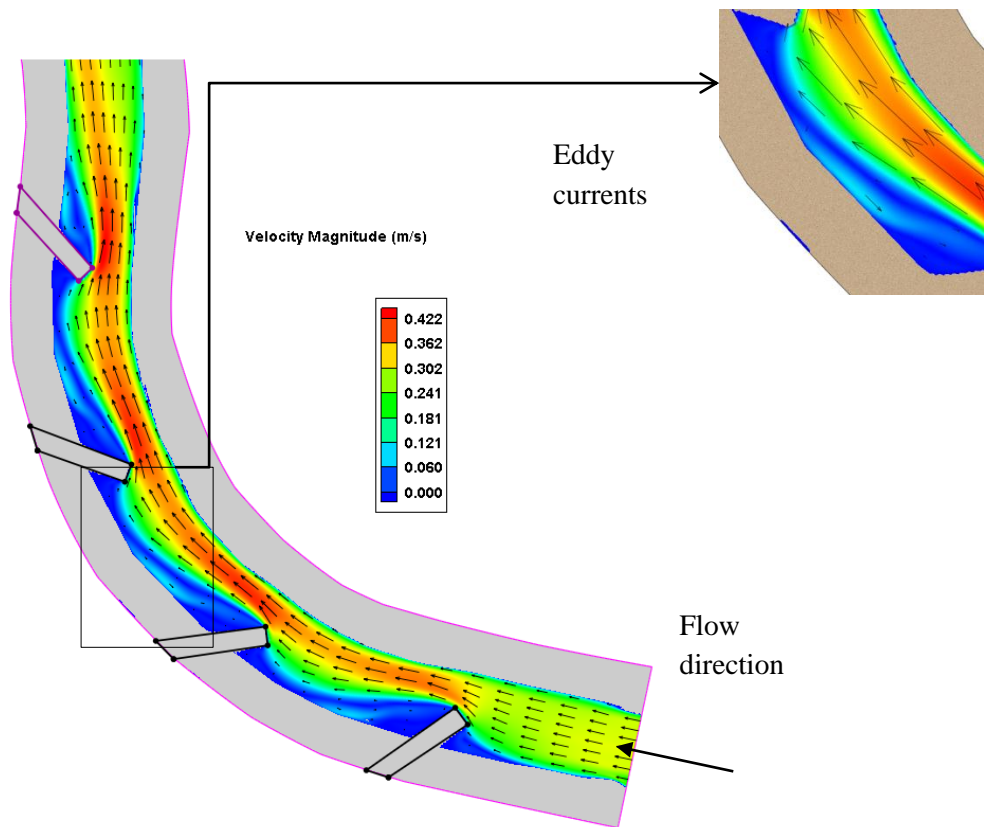 Eddy
currents
Velocity Magnitude (m/s)
0.422
0.362
0.302
0.241
0.181
0.121
0.060
0.000
Flow
direction